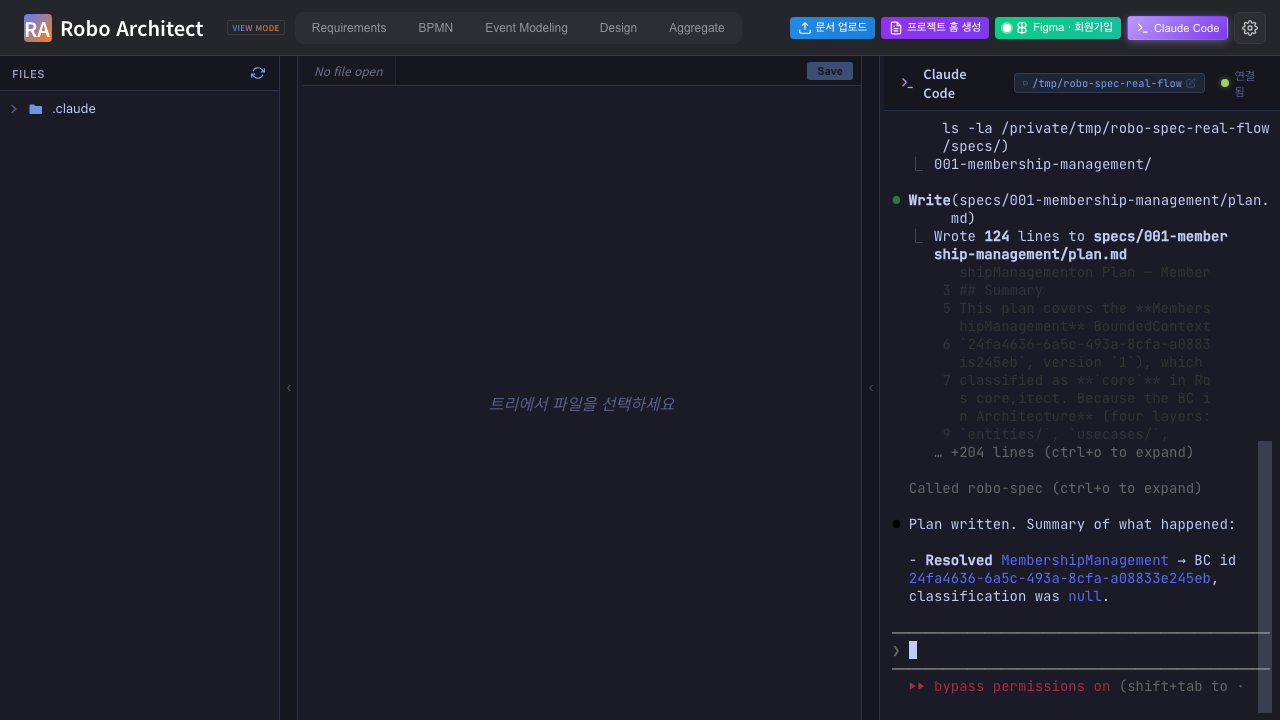 RA Robo Architect
VIEW MODE
Requirements BPMN Event Modeling Design Aggregate
문서 업로드
프로젝트 홈 생성
Figma · 회원가입
Claude Code
FILES
.claude
No file open
Save
트리에서 파일을 선택하세요
Claude Code
/tmp/robo-spec-real-flow
연결됨
ls -la /private/tmp/robo-spec-real-flow
/specs/)
001-membership-management/
Write(specs/001-membership-management/plan.
md)
Wrote 124 lines to specs/001-member
ship-management/plan.md
shipManagementon Plan — Member
3 ## Summary
5 This plan covers the **Members
hipManagement** BoundedContext
6 `24fa4636-6a5c-493a-8cfa-a0883
is245eb`, version `1`), which
7 classified as **`core`** in Ro
s core,itect. Because the BC i
n Architecture** (four layers:
9 `entities/`, `usecases/`,
… +204 lines (ctrl+o to expand)
Called robo-spec (ctrl+o to expand)
● Plan written. Summary of what happened:
- Resolved MembershipManagement → BC id
24fa4636-6a5c-493a-8cfa-a08833e245eb,
classification was null.
❯
⏵⏵ bypass permissions on (shift+tab to ·